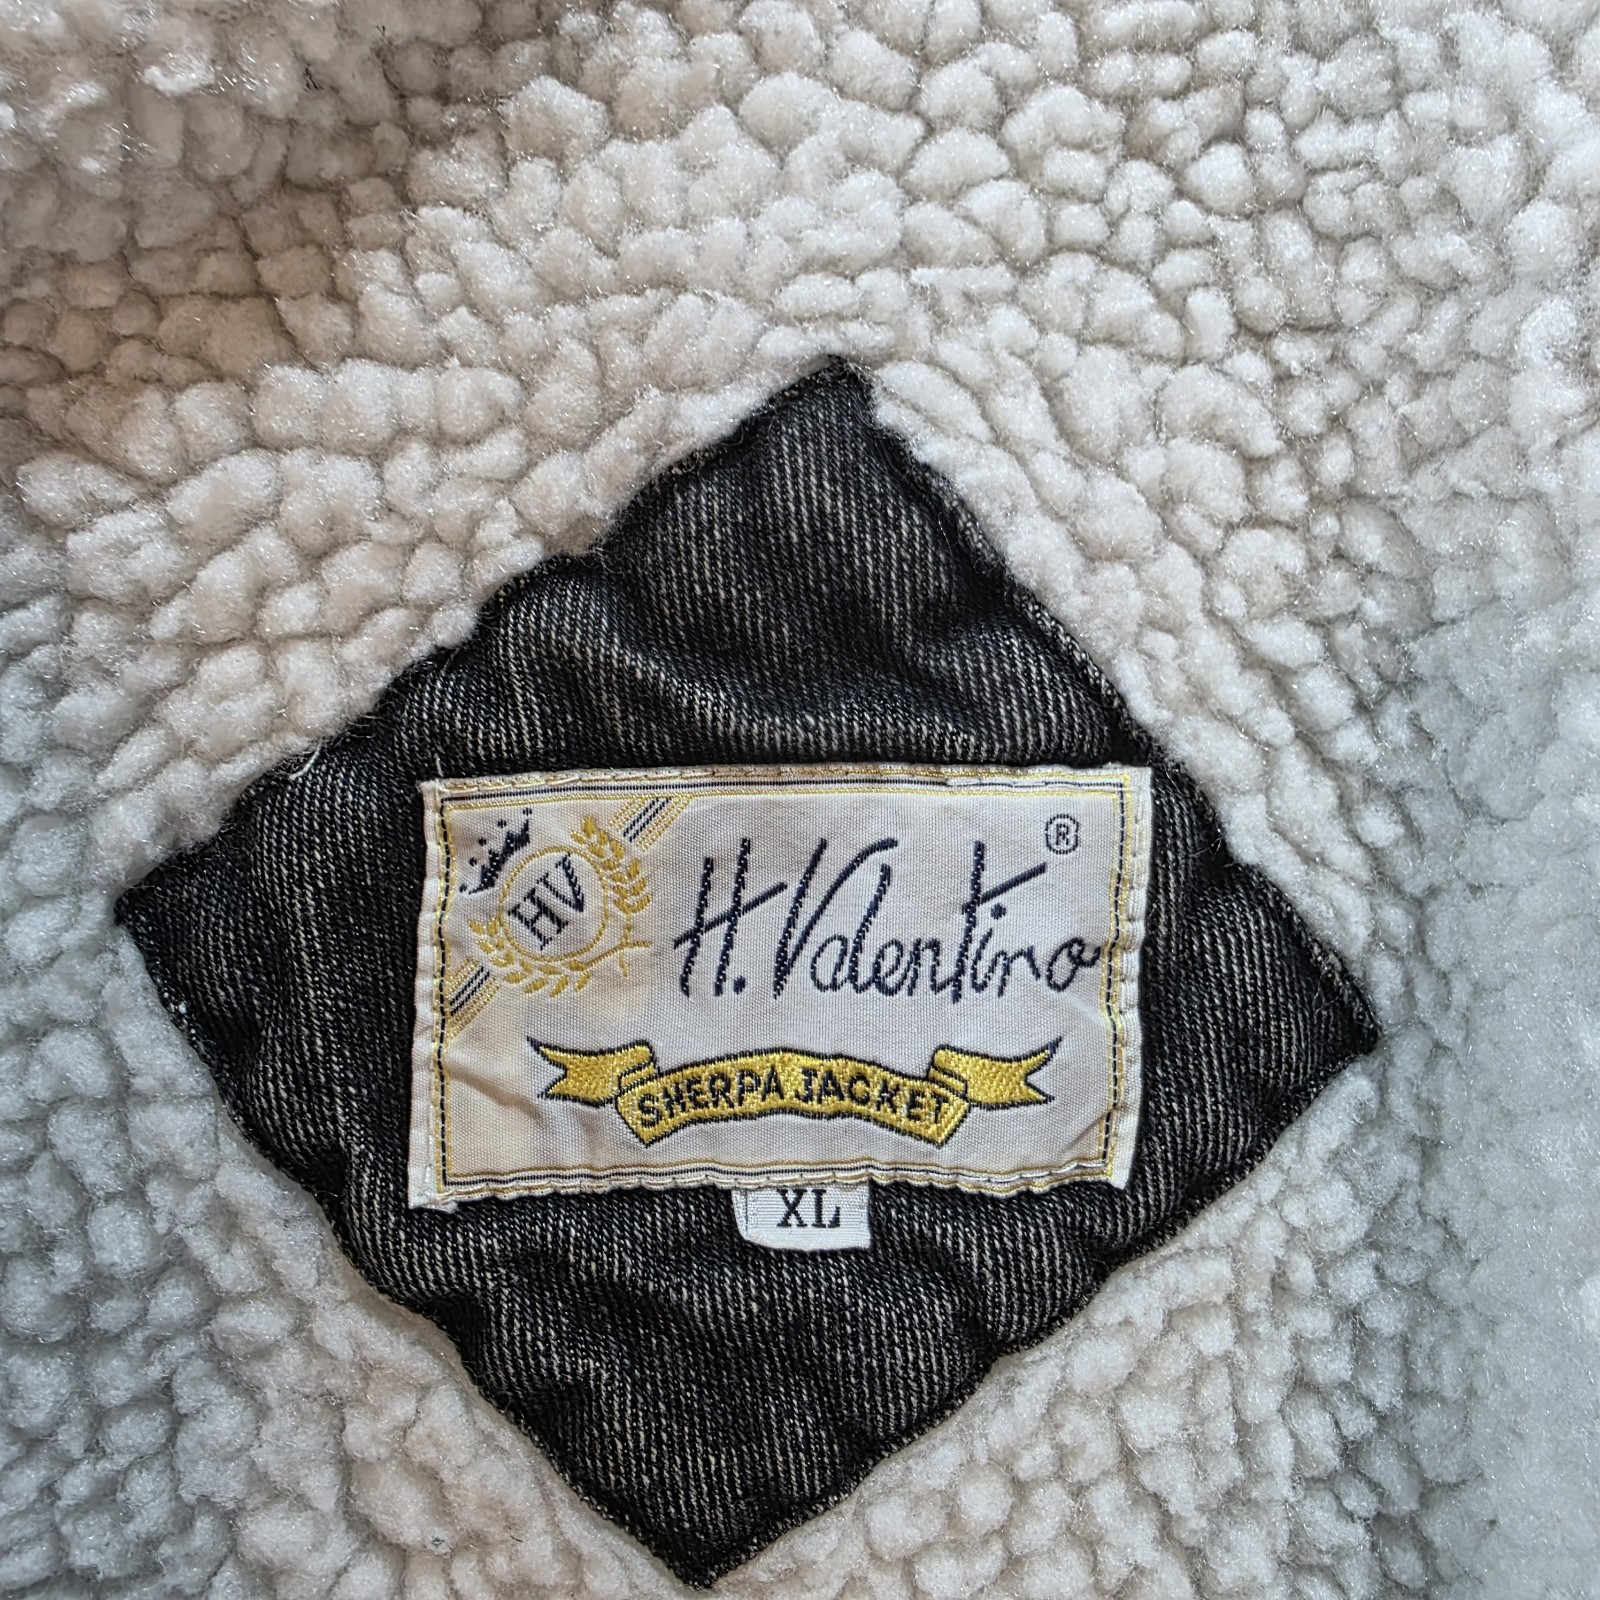 HV
H. Valentino ®
SHERPA JACKET
XL